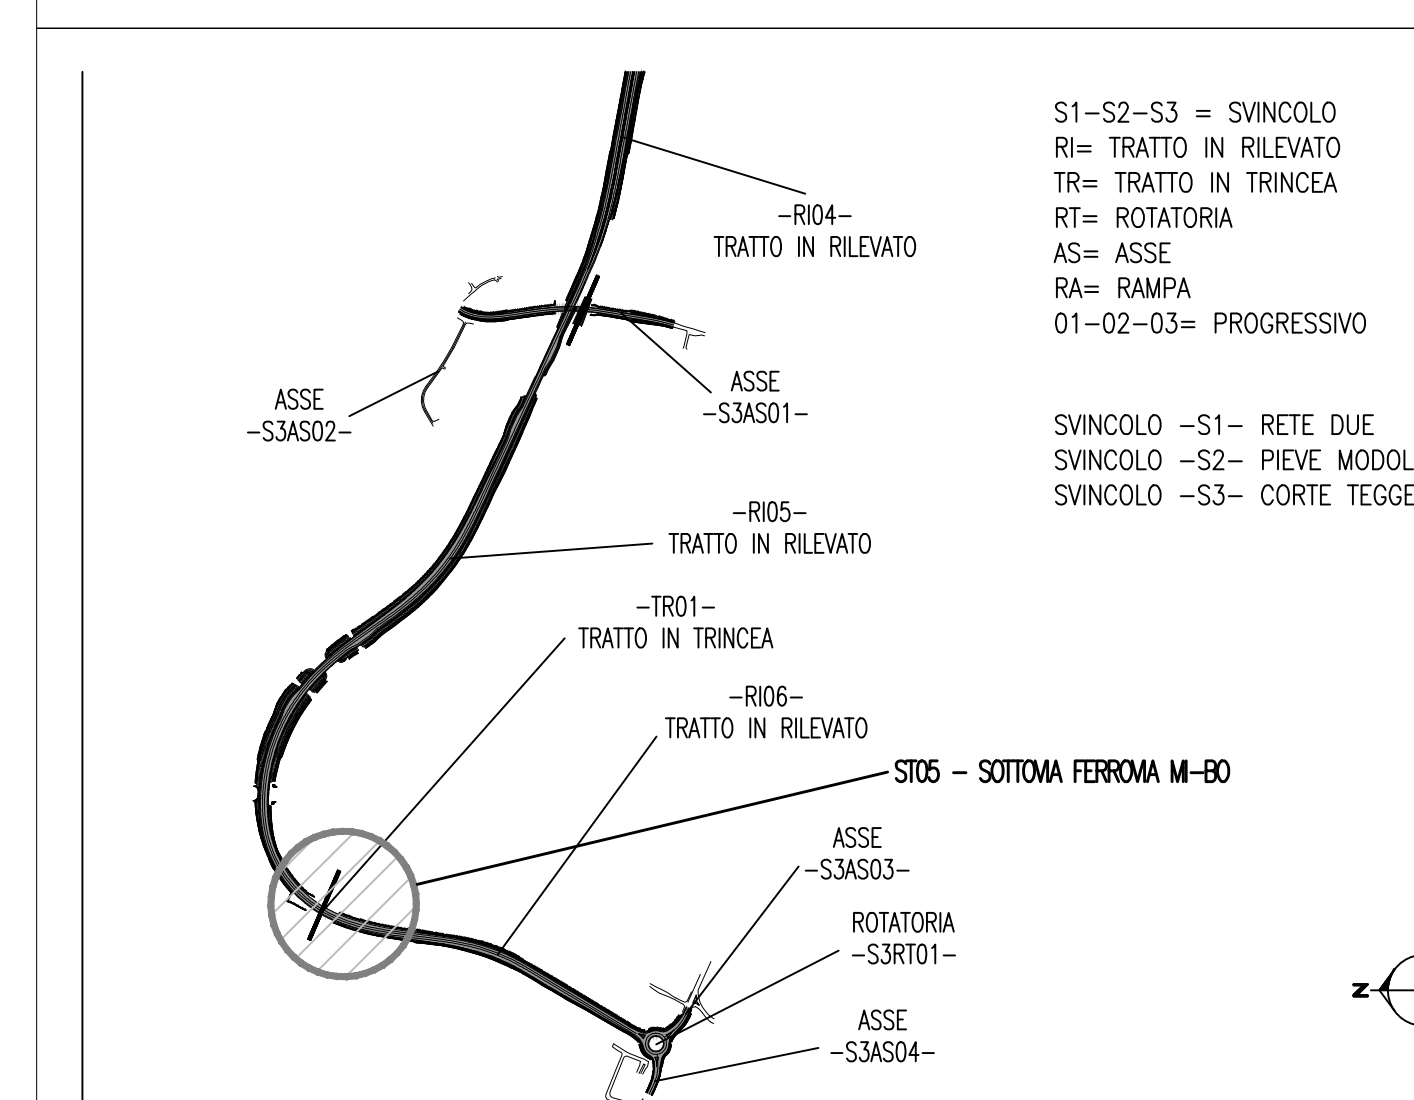 S1-S2-S3 = SVINCOLO
RI= TRATTO IN RILEVATO
TR= TRATTO IN TRINCEA
RT= ROTATORIA
AS= ASSE
RA= RAMPA
01-02-03= PROGRESSIVO
SVINCOLO -S1- RETE DUE
SVINCOLO -S2- PIEVE MODOL
SVINCOLO -S3- CORTE TEGGE
-RI04-
TRATTO IN RILEVATO
ASSE
-S3AS01-
ASSE
-S3AS02-
-RI05-
TRATTO IN RILEVATO
-TR01-
TRATTO IN TRINCEA
-RI06-
TRATTO IN RILEVATO
ST05 - SOTTOVIA FERROVIA MI-BO
ASSE
-S3AS03-
ROTATORIA
-S3RT01-
N
ASSE
-S3AS04-